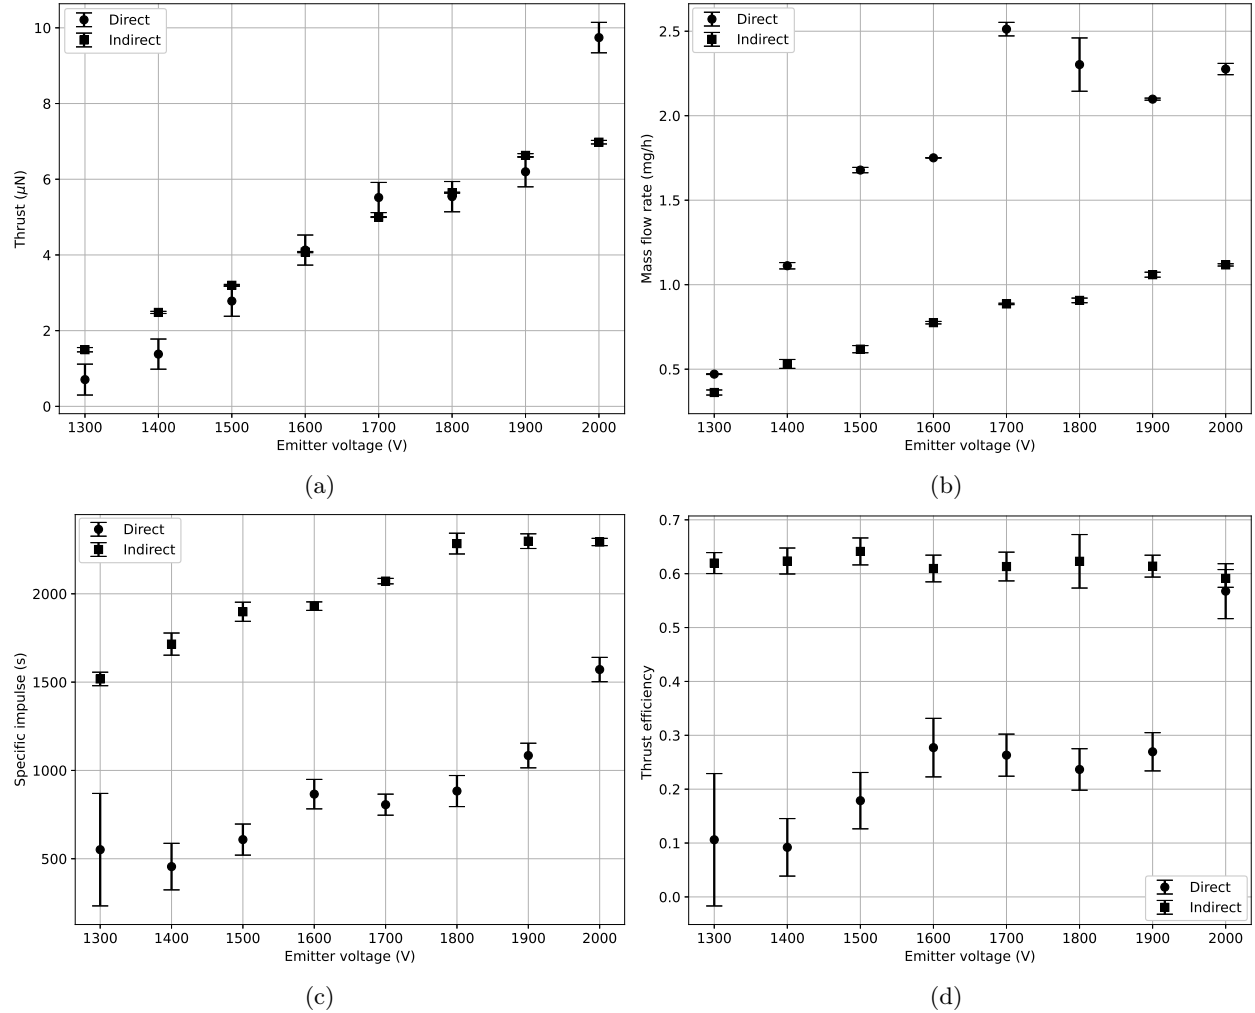 Direct
Indirect
10
8
6
4
2
0
Thrust (μN)
1300 1400 1500 1600 1700 1800 1900 2000
Emitter voltage (V)
(a)
Direct
Indirect
2.5
2.0
1.5
1.0
0.5
Mass flow rate (mg/h)
1300 1400 1500 1600 1700 1800 1900 2000
Emitter voltage (V)
(b)
Direct
Indirect
2000
1500
1000
500
Specific impulse (s)
1300 1400 1500 1600 1700 1800 1900 2000
Emitter voltage (V)
(c)
0.7
0.6
0.5
0.4
0.3
0.2
0.1
0.0
Thrust efficiency
Direct
Indirect
1300 1400 1500 1600 1700 1800 1900 2000
Emitter voltage (V)
(d)